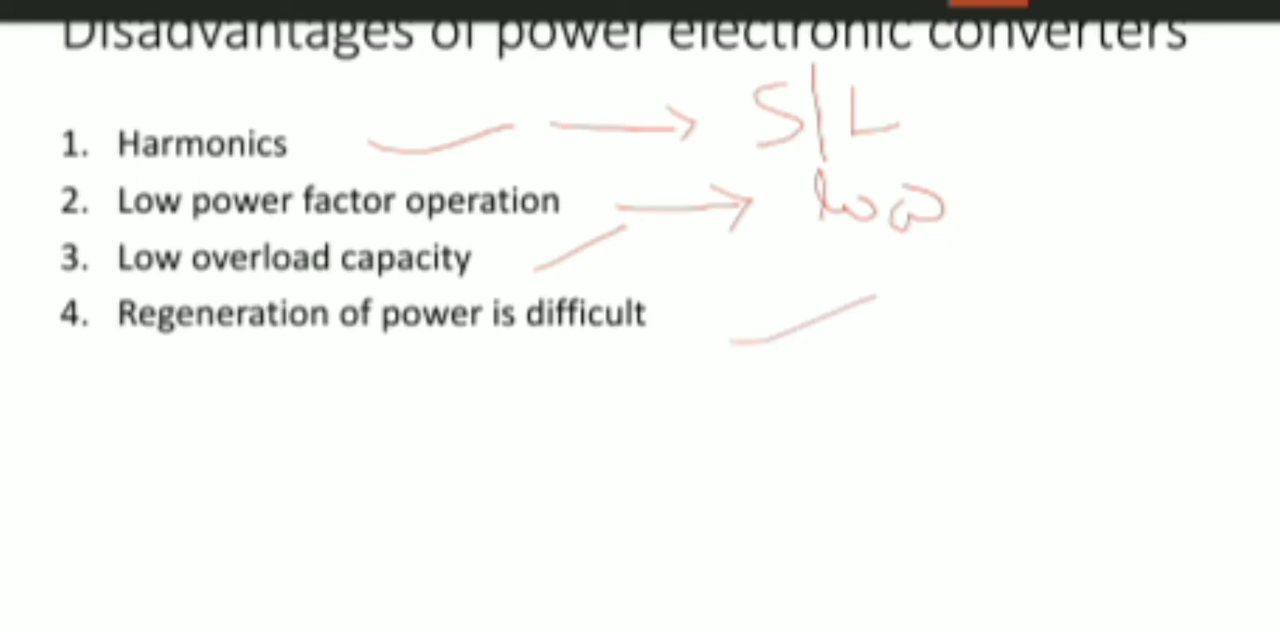 Disadvantages of power electronic converters
1. Harmonics → S/L
2. Low power factor operation → low
3. Low overload capacity
4. Regeneration of power is difficult